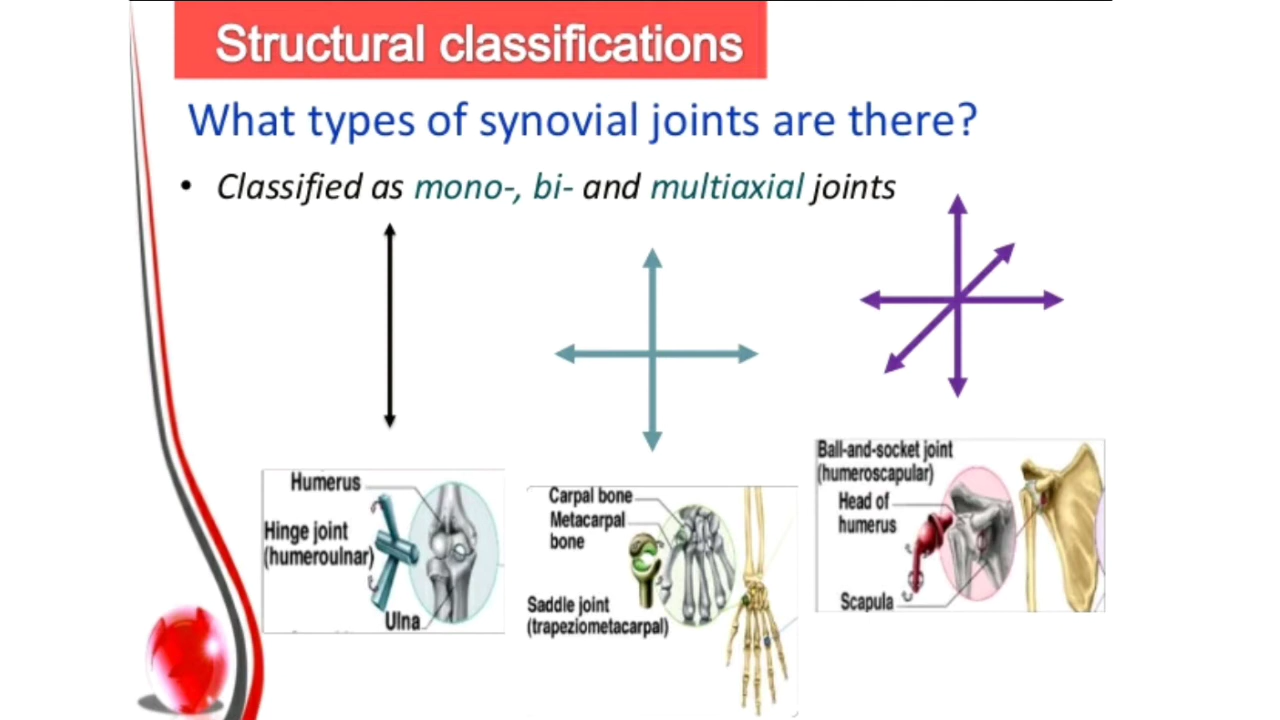 Structural classifications
What types of synovial joints are there?
• Classified as mono-, bi- and multiaxial joints
Humerus
Hinge joint
(humeroulnar)
Ulna
Carpal bone
Metacarpal
bone
Saddle joint
(trapeziometacarpal)
Ball-and-socket joint
(humeroscapular)
Head of
humerus
Scapula